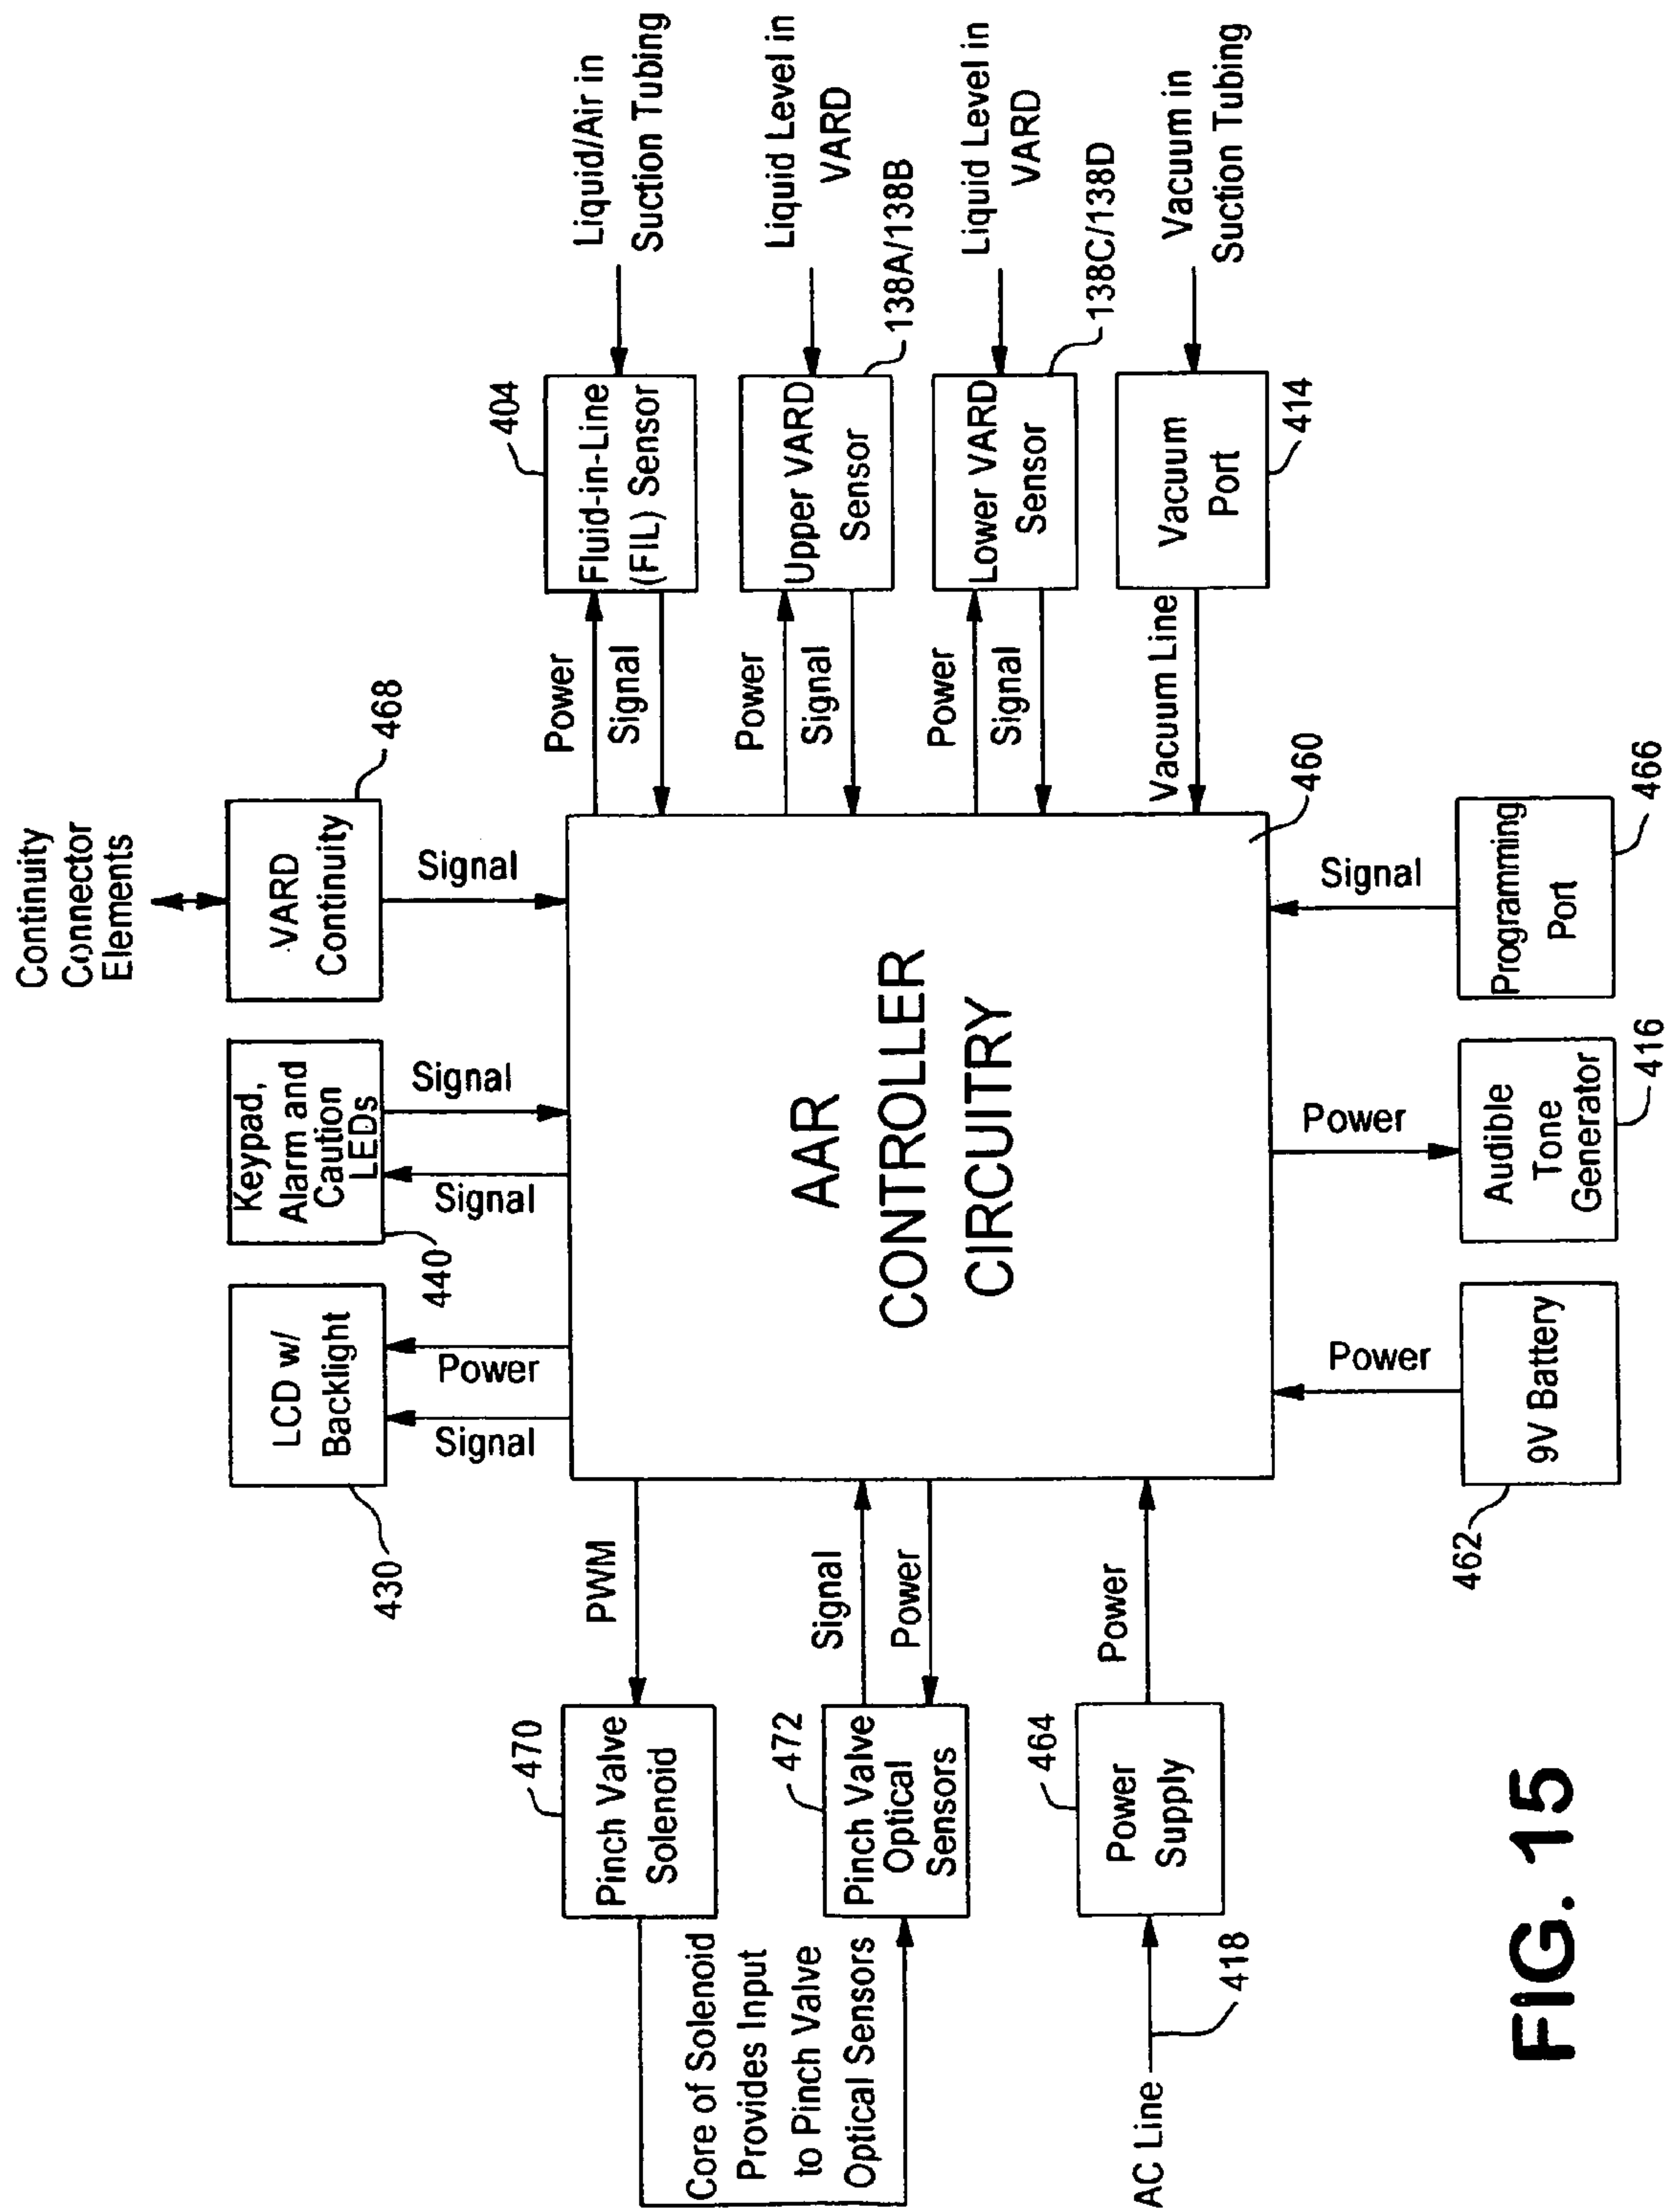 Continuity
Connector
Elements
LCD w/
Backlight
430
Keypad,
Alarm and
Caution
LEDs
440
VARD
Continuity
468
Signal
Power
Signal
Signal
Signal
Pinch Valve
Solenoid
470
PWM
Core of Solenoid
Provides Input
to Pinch Valve
Optical Sensors
Pinch Valve
Optical
Sensors
472
Signal
Power
AC Line
418
Power
Supply
464
Power
AAR
CONTROLLER
CIRCUITRY
460
Power
Signal
Fluid-in-Line
(FIL) Sensor
404
Liquid/Air in
Suction Tubing
Power
Signal
Upper VARD
Sensor
138A/138B
Liquid Level in
VARD
Power
Signal
Lower VARD
Sensor
138C/138D
Liquid Level in
VARD
Vacuum Line
Vacuum
Port
414
Vacuum in
Suction Tubing
Power
9V Battery
462
Power
Audible
Tone
Generator
416
Signal
Programming
Port
466
FIG. 15